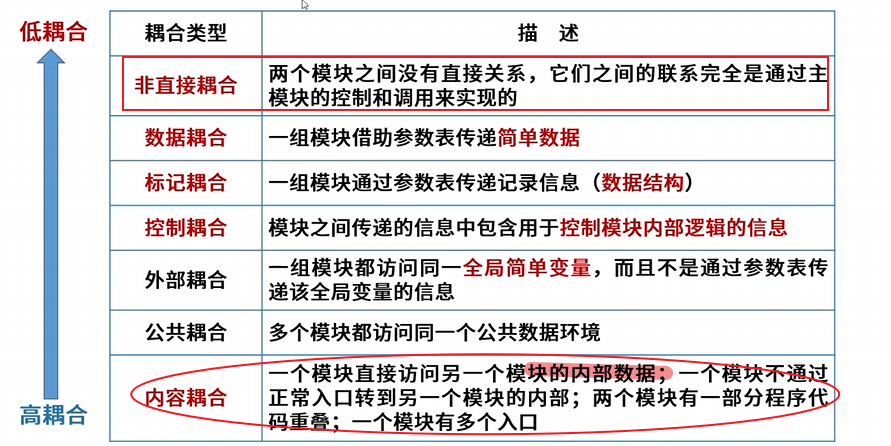 低耦合
耦合类型 描 述
非直接耦合 两个模块之间没有直接关系，它们之间的联系完全是通过主
模块的控制和调用来实现的
数据耦合 一组模块借助参数表传递简单数据
标记耦合 一组模块通过参数表传递记录信息（数据结构）
控制耦合 模块之间传递的信息中包含用于控制模块内部逻辑的信息
外部耦合 一组模块都访问同一全局简单变量，而且不是通过参数表传
递该全局变量的信息
公共耦合 多个模块都访问同一个公共数据环境
内容耦合 一个模块直接访问另一个模块的内部数据；一个模块不通过
正常入口转到另一个模块的内部；两个模块有一部分程序代
码重叠；一个模块有多个入口
高耦合